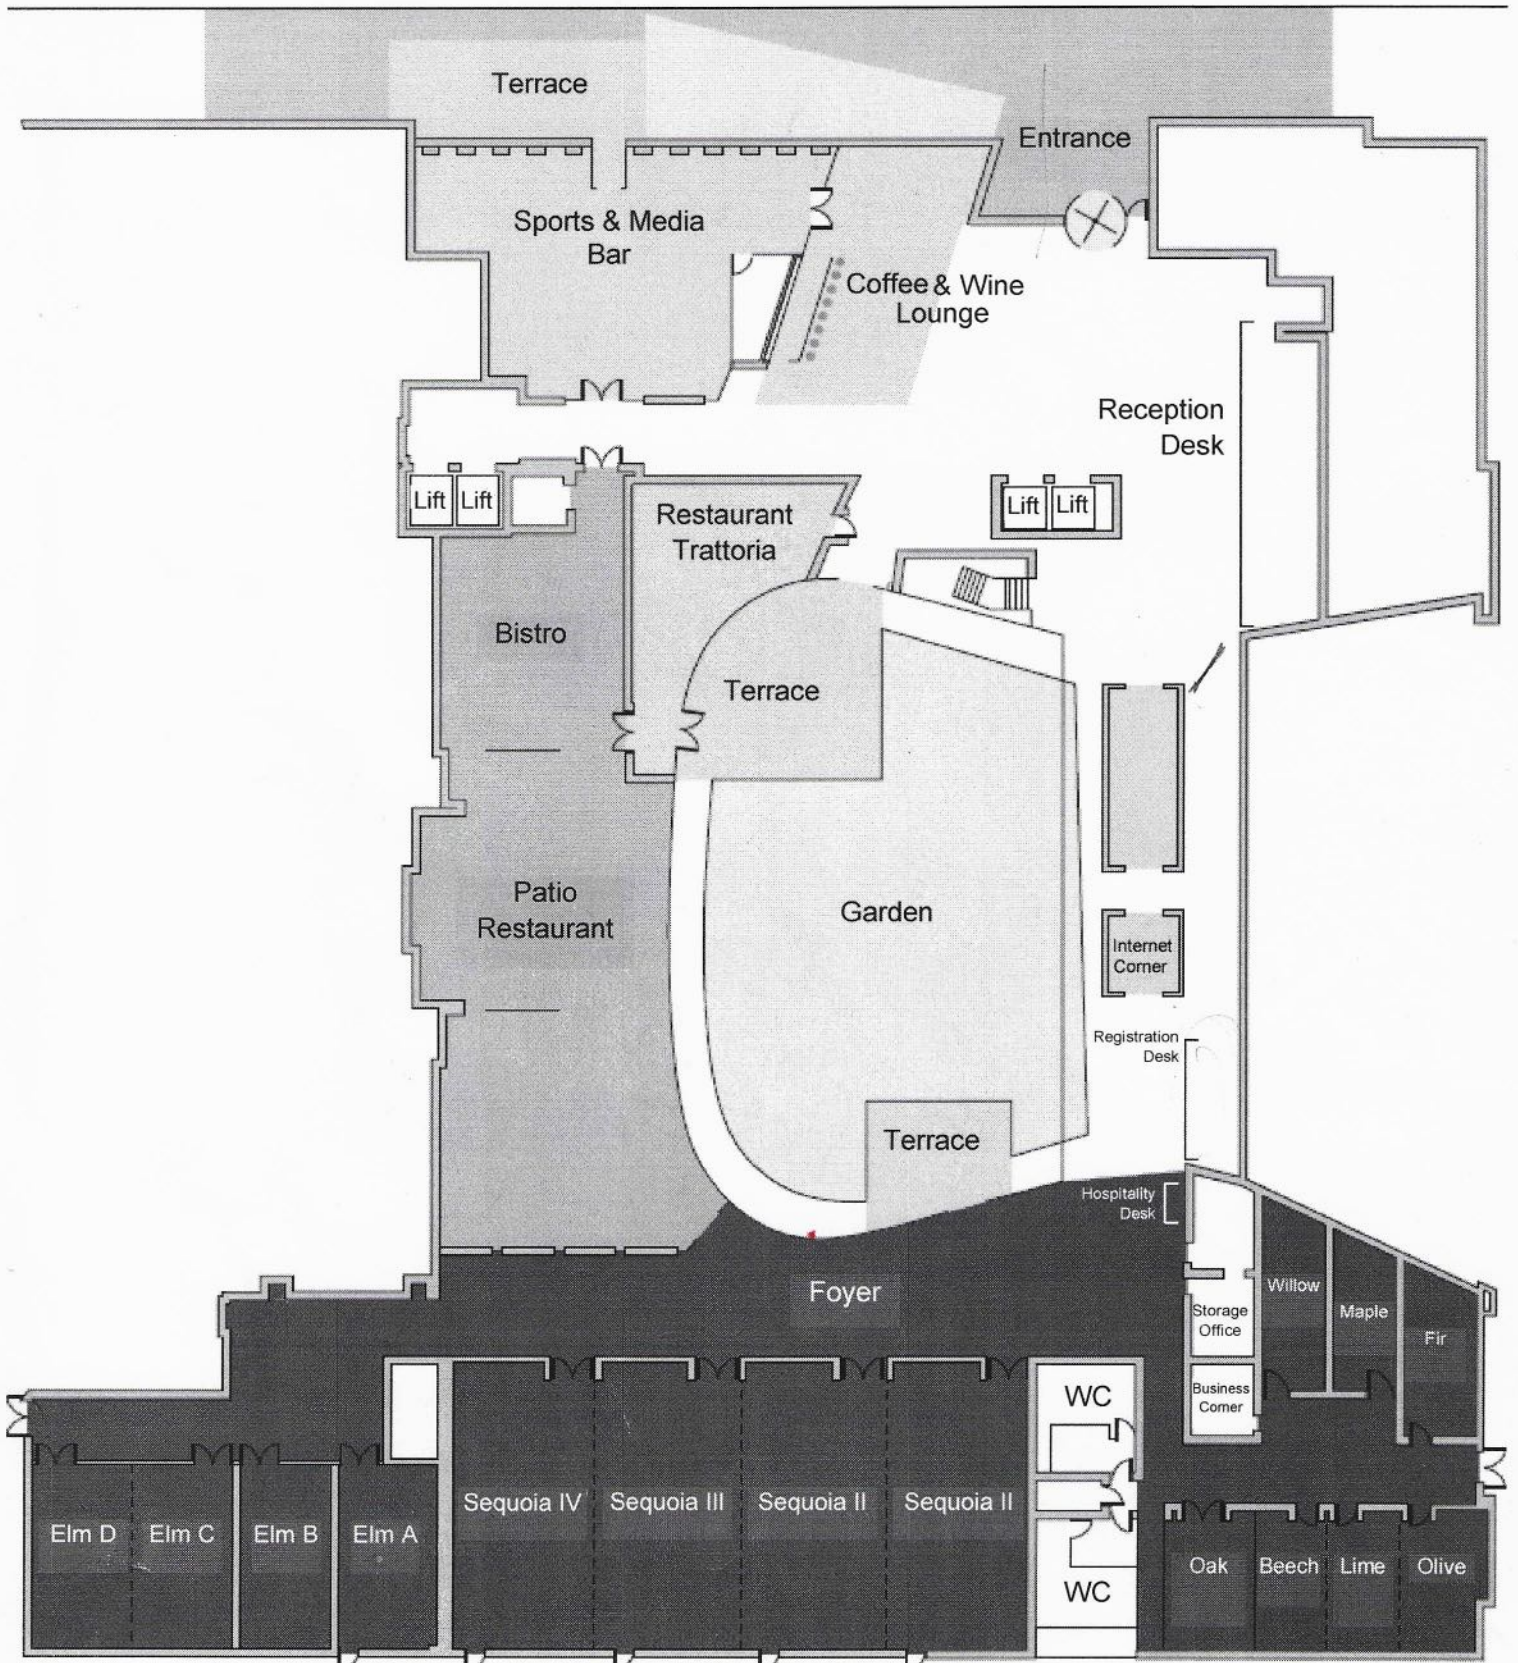 Terrace
Entrance
Sports & Media
Bar
Coffee & Wine
Lounge
Reception
Desk
Lift
Lift
Lift
Lift
Restaurant
Trattoria
Bistro
Terrace
Patio
Restaurant
Garden
Internet
Corner
Registration
Desk
Terrace
Hospitality
Desk
Foyer
Willow
Maple
Fir
Storage
Office
Business
Corner
WC
Sequoia IV
Sequoia III
Sequoia II
Sequoia II
Elm D
Elm C
Elm B
Elm A
WC
Oak
Beech
Lime
Olive